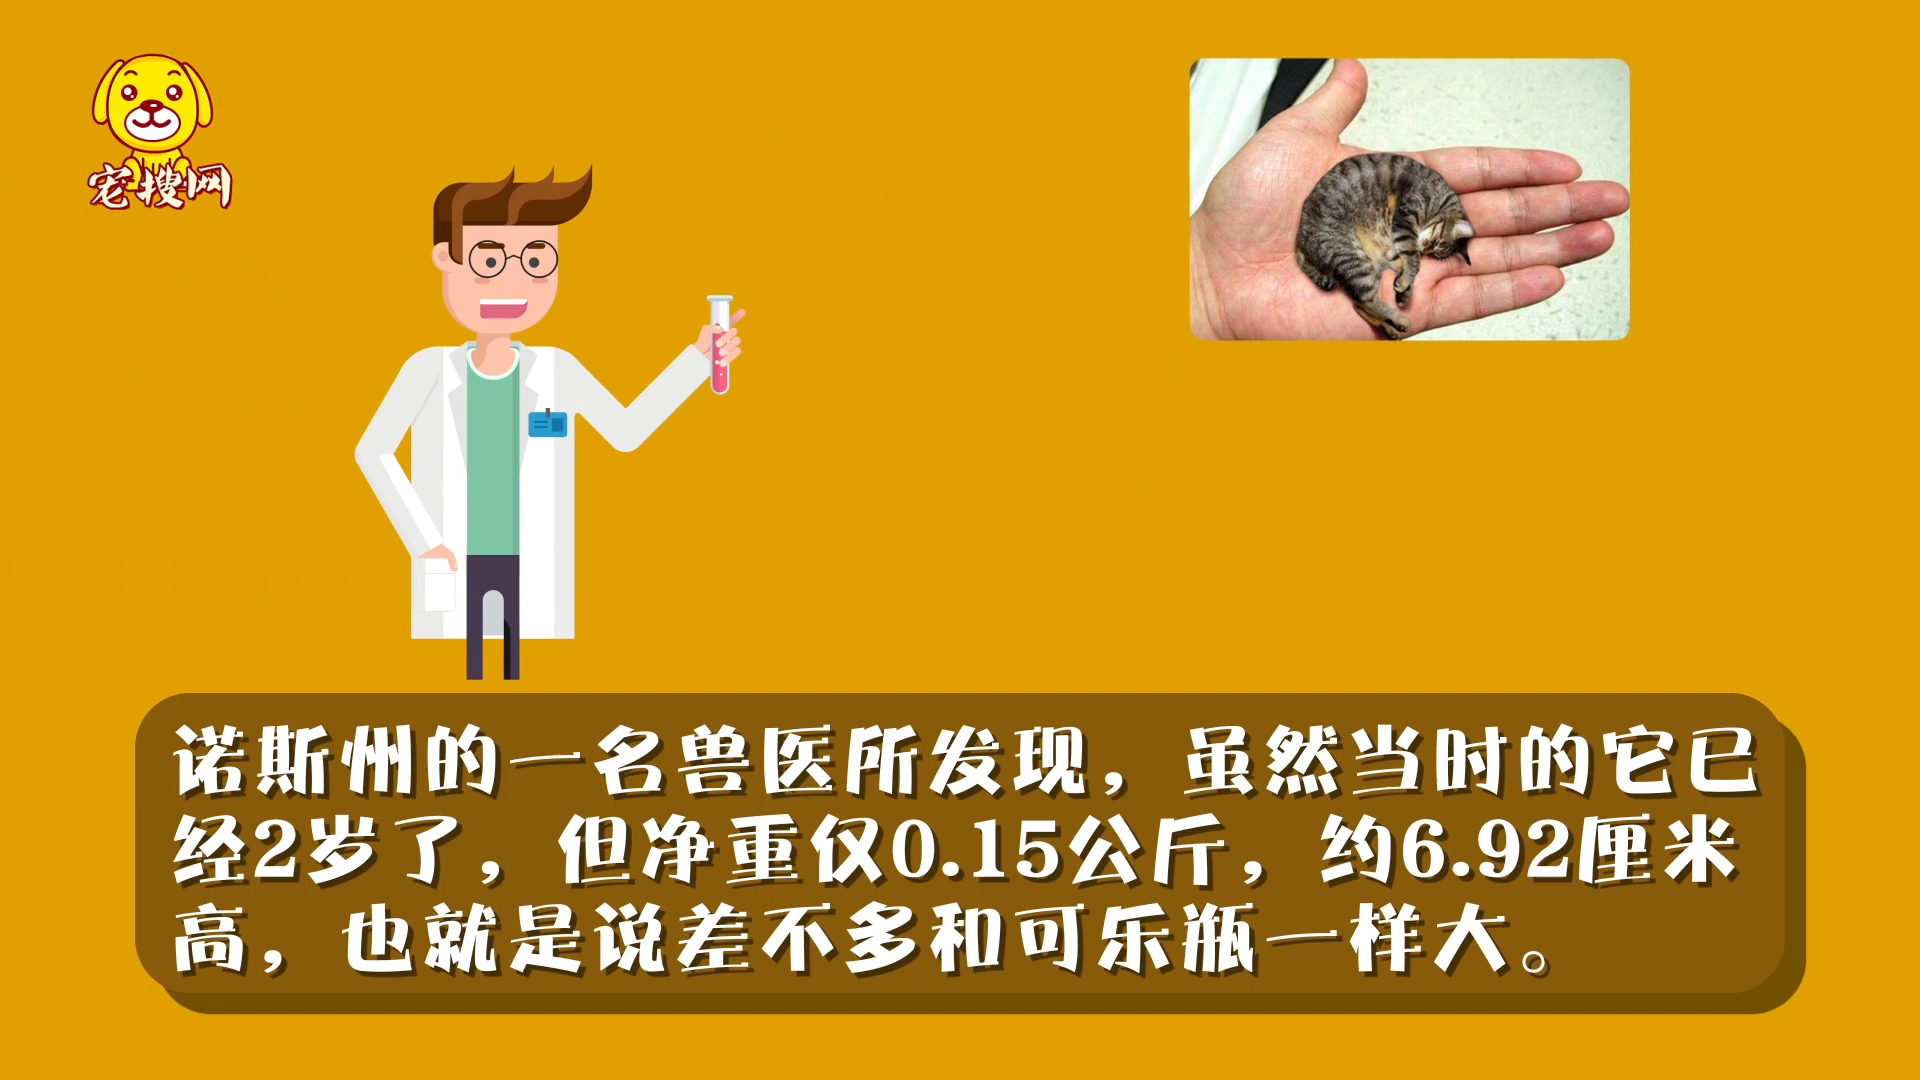 宠搜网
诺斯州的一名兽医所发现，虽然当时的它已
经2岁了，但净重仅0.15公斤，约6.92厘米
高，也就是说差不多和可乐瓶一样大。